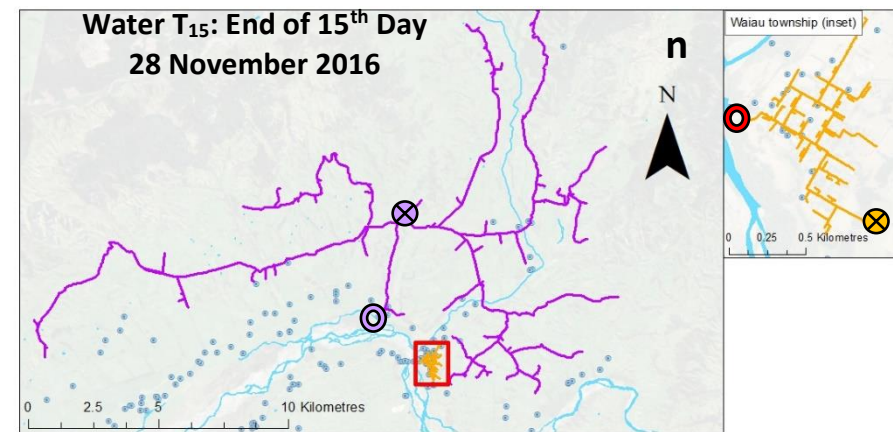 Water T₁₅: End of 15ᵗʰ Day
28 November 2016
n
N
0 2.5 5 10 Kilometres
Waiau township (inset)
0 0.25 0.5 Kilometres